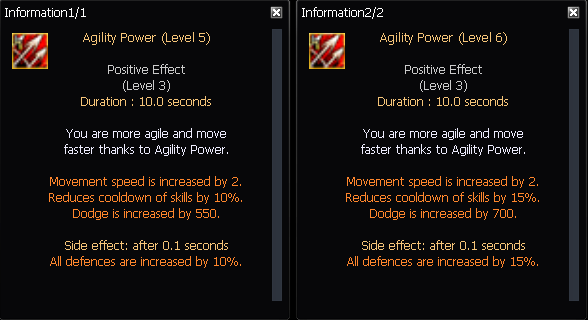 Information1/1
Agility Power (Level 5)
Positive Effect
(Level 3)
Duration : 10.0 seconds
You are more agile and move
faster thanks to Agility Power.
Movement speed is increased by 2.
Reduces cooldown of skills by 10%.
Dodge is increased by 550.
Side effect: after 0.1 seconds
All defences are increased by 10%.
Information2/2
Agility Power (Level 6)
Positive Effect
(Level 3)
Duration : 10.0 seconds
You are more agile and move
faster thanks to Agility Power.
Movement speed is increased by 2.
Reduces cooldown of skills by 15%.
Dodge is increased by 700.
Side effect: after 0.1 seconds
All defences are increased by 15%.